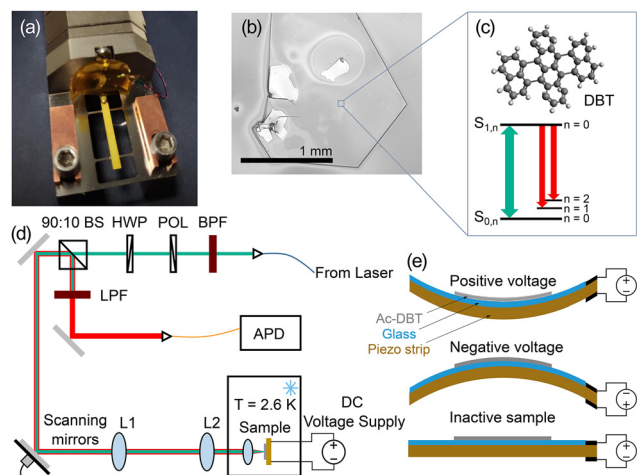 (a)
(b)
1 mm
(c)
DBT
S1,n
n = 0
n = 2
n = 1
S0,n
n = 0
(d)
90:10 BS
HWP
POL
BPF
From Laser
LPF
APD
Scanning
mirrors
L1
L2
T = 2.6 K
Sample
DC
Voltage Supply
(e)
Positive voltage
Ac-DBT
Glass
Piezo strip
Negative voltage
Inactive sample